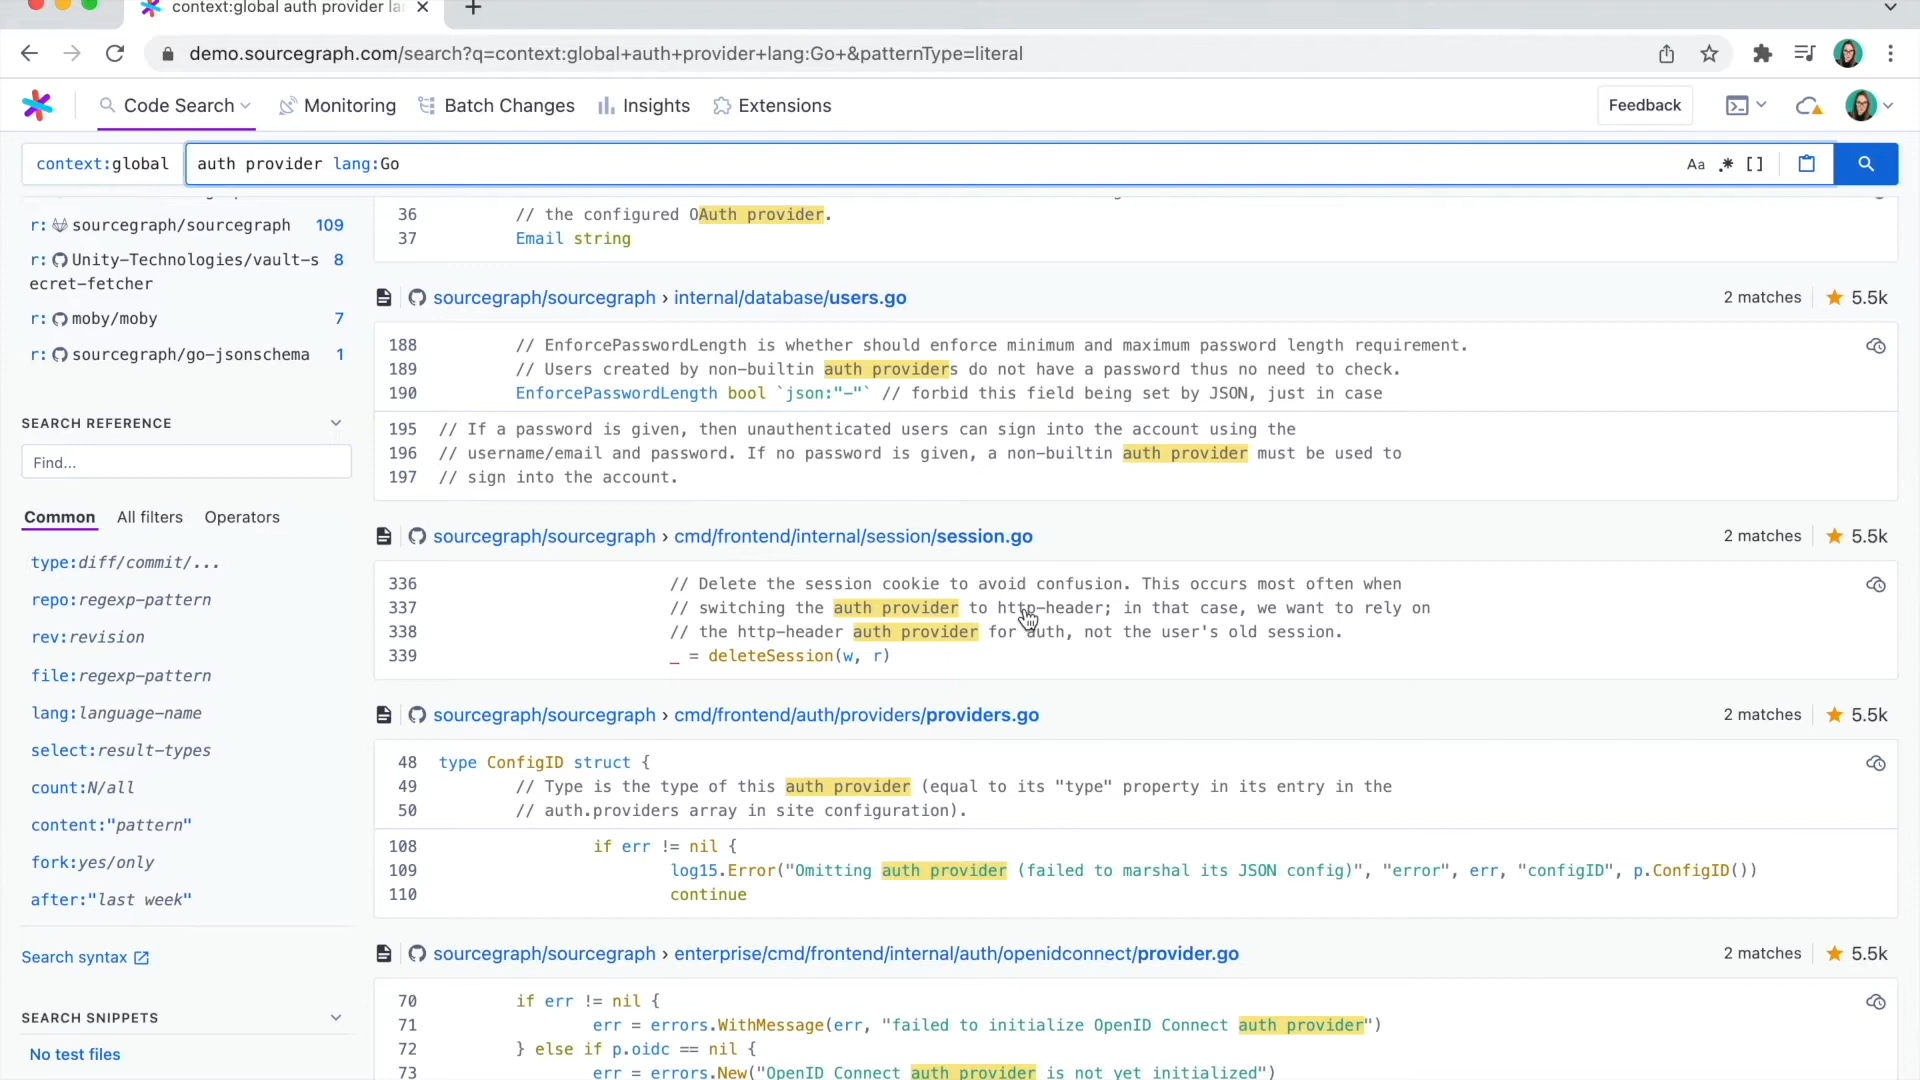 context:global auth provider la
demo.sourcegraph.com/search?q=context:global+auth+provider+lang:Go+&patternType=literal
Code Search
Monitoring
Batch Changes
Insights
Extensions
Feedback
context:global
auth provider lang:Go
Aa .* []
r: sourcegraph/sourcegraph 109
r: Unity-Technologies/vault-s 8
ecret-fetcher
r: moby/moby 7
r: sourcegraph/go-jsonschema 1
SEARCH REFERENCE
Find...
Common All filters Operators
type:diff/commit/...
repo:regexp-pattern
rev:revision
file:regexp-pattern
lang:language-name
select:result-types
count:N/all
content:"pattern"
fork:yes/only
after:"last week"
Search syntax
SEARCH SNIPPETS
No test files
36 // the configured OAuth provider.
37 Email string
sourcegraph/sourcegraph › internal/database/users.go 2 matches 5.5k
188 // EnforcePasswordLength is whether should enforce minimum and maximum password length requirement.
189 // Users created by non-builtin auth providers do not have a password thus no need to check.
190 EnforcePasswordLength bool `json:"-"` // forbid this field being set by JSON, just in case
195 // If a password is given, then unauthenticated users can sign into the account using the
196 // username/email and password. If no password is given, a non-builtin auth provider must be used to
197 // sign into the account.
sourcegraph/sourcegraph › cmd/frontend/internal/session/session.go 2 matches 5.5k
336 // Delete the session cookie to avoid confusion. This occurs most often when
337 // switching the auth provider to http-header; in that case, we want to rely on
338 // the http-header auth provider for auth, not the user's old session.
339 _ = deleteSession(w, r)
sourcegraph/sourcegraph › cmd/frontend/auth/providers/providers.go 2 matches 5.5k
48 type ConfigID struct {
49 // Type is the type of this auth provider (equal to its "type" property in its entry in the
50 // auth.providers array in site configuration).
108 if err != nil {
109 log15.Error("Omitting auth provider (failed to marshal its JSON config)", "error", err, "configID", p.ConfigID())
110 continue
sourcegraph/sourcegraph › enterprise/cmd/frontend/internal/auth/openidconnect/provider.go 2 matches 5.5k
70 if err != nil {
71 err = errors.WithMessage(err, "failed to initialize OpenID Connect auth provider")
72 } else if p.oidc == nil {
73 err = errors.New("OpenID Connect auth provider is not yet initialized")